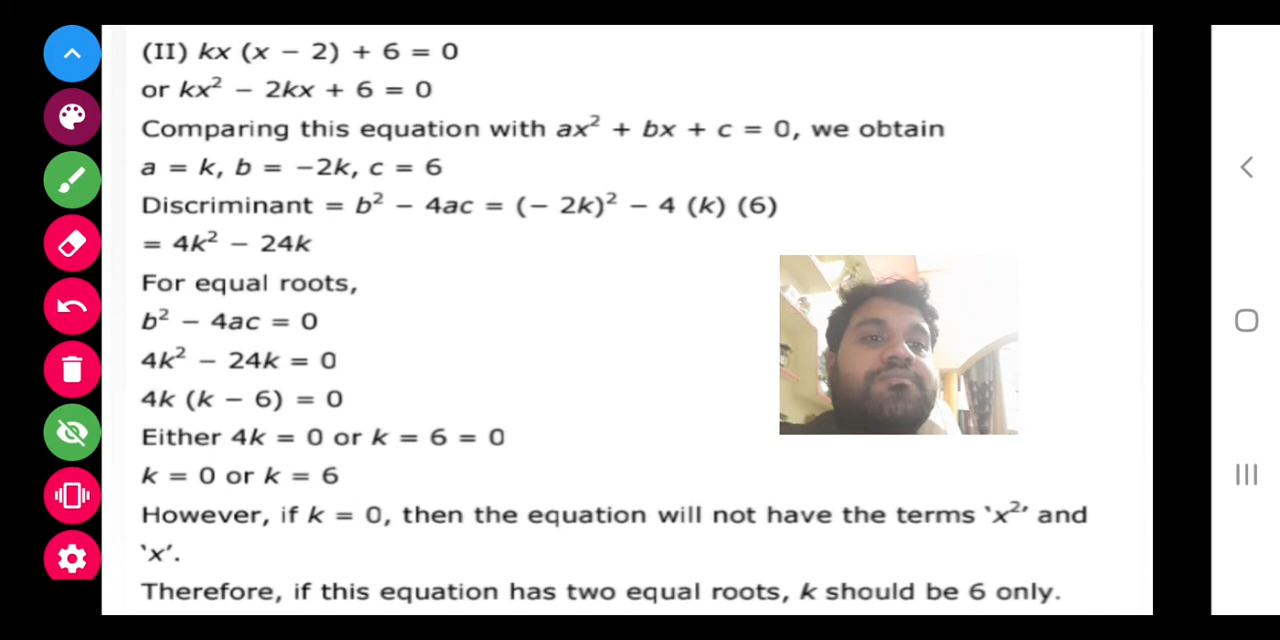 (II) kx (x − 2) + 6 = 0
or kx² − 2kx + 6 = 0
Comparing this equation with ax² + bx + c = 0, we obtain
a = k, b = −2k, c = 6
Discriminant = b² − 4ac = (− 2k)² − 4 (k) (6)
= 4k² − 24k
For equal roots,
b² − 4ac = 0
4k² − 24k = 0
4k (k − 6) = 0
Either 4k = 0 or k = 6 = 0
k = 0 or k = 6
However, if k = 0, then the equation will not have the terms ‘x²’ and
‘x’.
Therefore, if this equation has two equal roots, k should be 6 only.